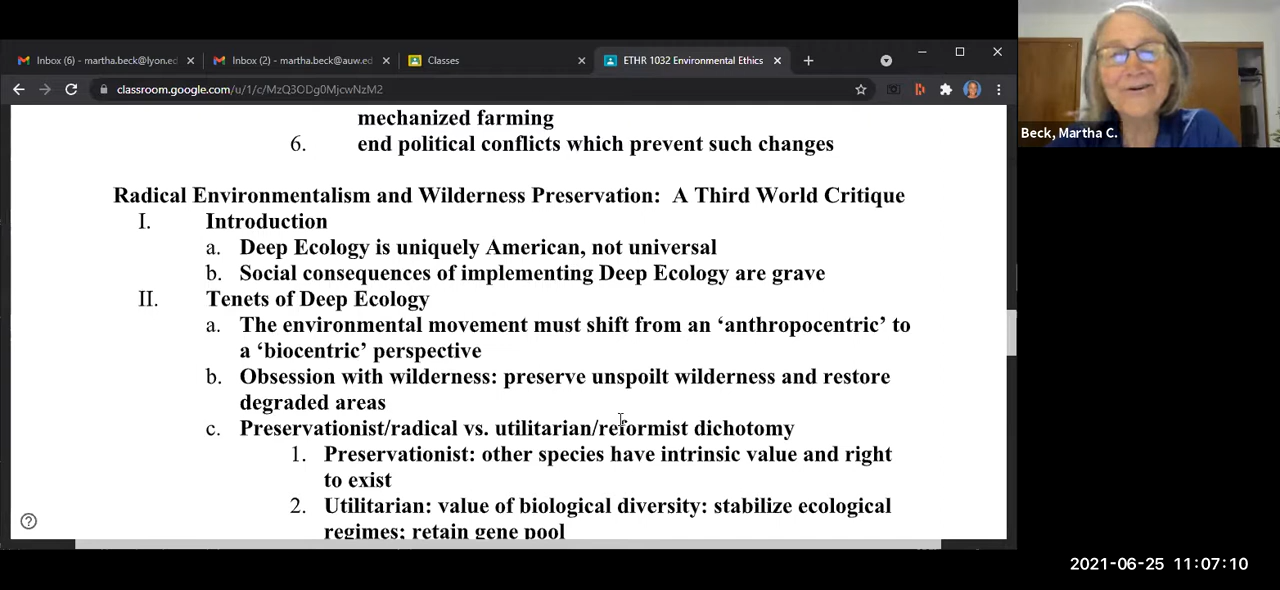 Inbox (6) - martha.beck@lyon.ed
Inbox (2) - martha.beck@auw.ed
Classes
ETHR 1032 Environmental Ethics
classroom.google.com/u/1/c/MzQ3ODg0MjcwNzM2
Beck, Martha C.
mechanized farming
6. end political conflicts which prevent such changes
Radical Environmentalism and Wilderness Preservation: A Third World Critique
I. Introduction
a. Deep Ecology is uniquely American, not universal
b. Social consequences of implementing Deep Ecology are grave
II. Tenets of Deep Ecology
a. The environmental movement must shift from an ‘anthropocentric’ to
a ‘biocentric’ perspective
b. Obsession with wilderness: preserve unspoilt wilderness and restore
degraded areas
c. Preservationist/radical vs. utilitarian/reformist dichotomy
1. Preservationist: other species have intrinsic value and right
to exist
2. Utilitarian: value of biological diversity: stabilize ecological
regimes; retain gene pool
2021-06-25 11:07:10